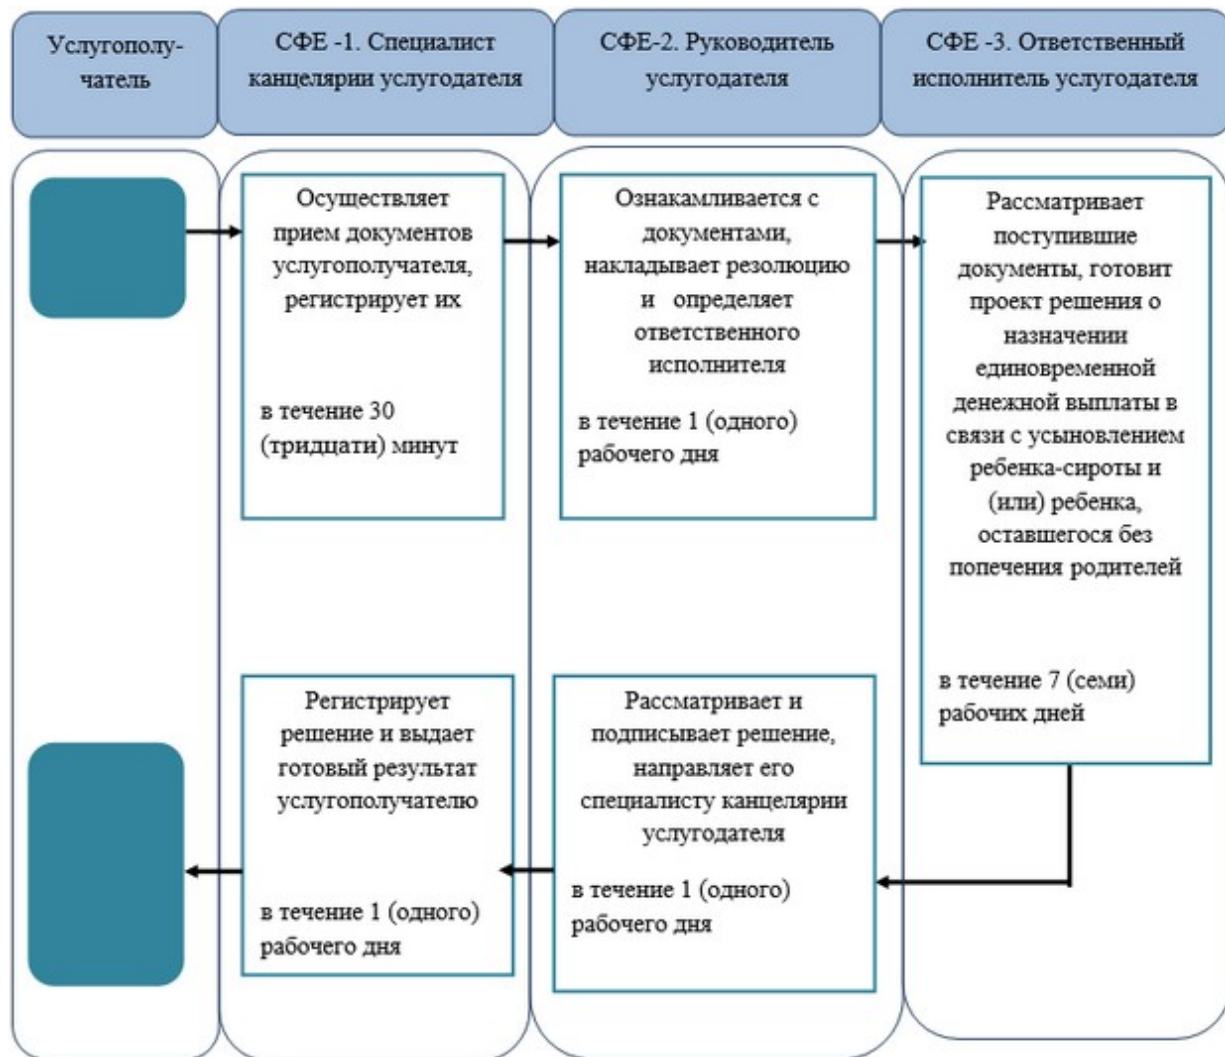 Услугополу-
чатель
СФЕ -1. Специалист
канцелярии услугодателя
СФЕ-2. Руководитель
услугодателя
СФЕ -3. Ответственный
исполнитель услугодателя
Осуществляет
прием документов
услугополучателя,
регистрирует их
в течение 30
(тридцати) минут
Ознакамливается с
документами,
накладывает резолюцию
и определяет
ответственного
исполнителя
в течение 1 (одного)
рабочего дня
Рассматривает
поступившие
документы, готовит
проект решения о
назначении
единовременной
денежной выплаты в
связи с усыновлением
ребенка-сироты и
(или) ребенка,
оставшегося без
попечения родителей
в течение 7 (семи)
рабочих дней
Рассматривает и
подписывает решение,
направляет его
специалисту канцелярии
услугодателя
в течение 1 (одного)
рабочего дня
Регистрирует
решение и выдает
готовый результат
услугополучателю
в течение 1 (одного)
рабочего дня